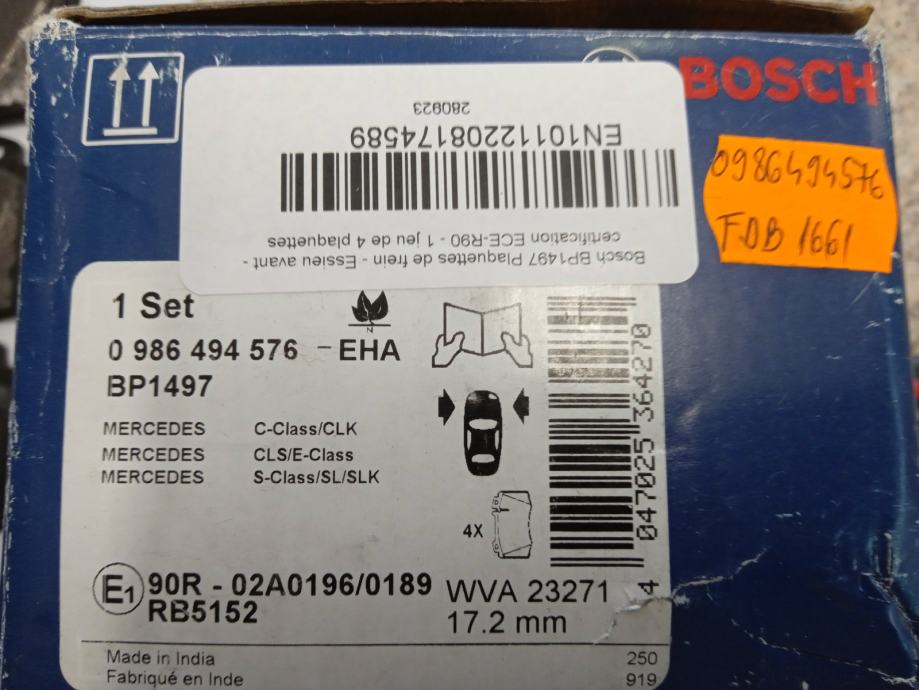 BOSCH
280923
EN10112208174589
Bosch BP1497 Plaquettes de frein - Essieu avant -
certification ECE-R90 - 1 jeu de 4 plaquettes
0986494576
FDB 1661
1 Set
N
0 986 494 576 - EHA
BP1497
MERCEDES C-Class/CLK
MERCEDES CLS/E-Class
MERCEDES S-Class/SL/SLK
4X
4 047025 364270
E1 90R - 02A0196/0189
RB5152
WVA 23271
17.2 mm
Made in India
Fabriqué en Inde
250
919